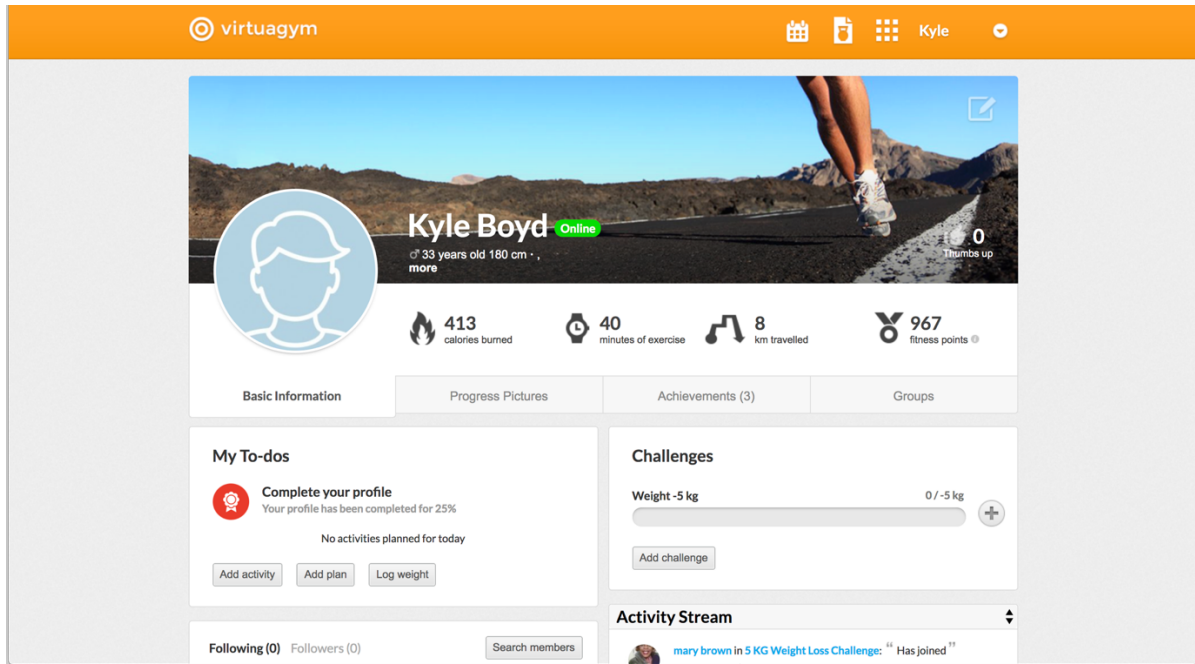 virtuagym
Kyle
Kyle Boyd Online
♂ 33 years old 180 cm · ,
more
0
Thumbs up
413
calories burned
40
minutes of exercise
8
km travelled
967
fitness points
Basic Information
Progress Pictures
Achievements (3)
Groups
My To-dos
Complete your profile
Your profile has been completed for 25%
No activities planned for today
Add activity
Add plan
Log weight
Challenges
Weight -5 kg
0 / -5 kg
Add challenge
Following (0) Followers (0)
Search members
Activity Stream
mary brown in 5 KG Weight Loss Challenge: “ Has joined ”